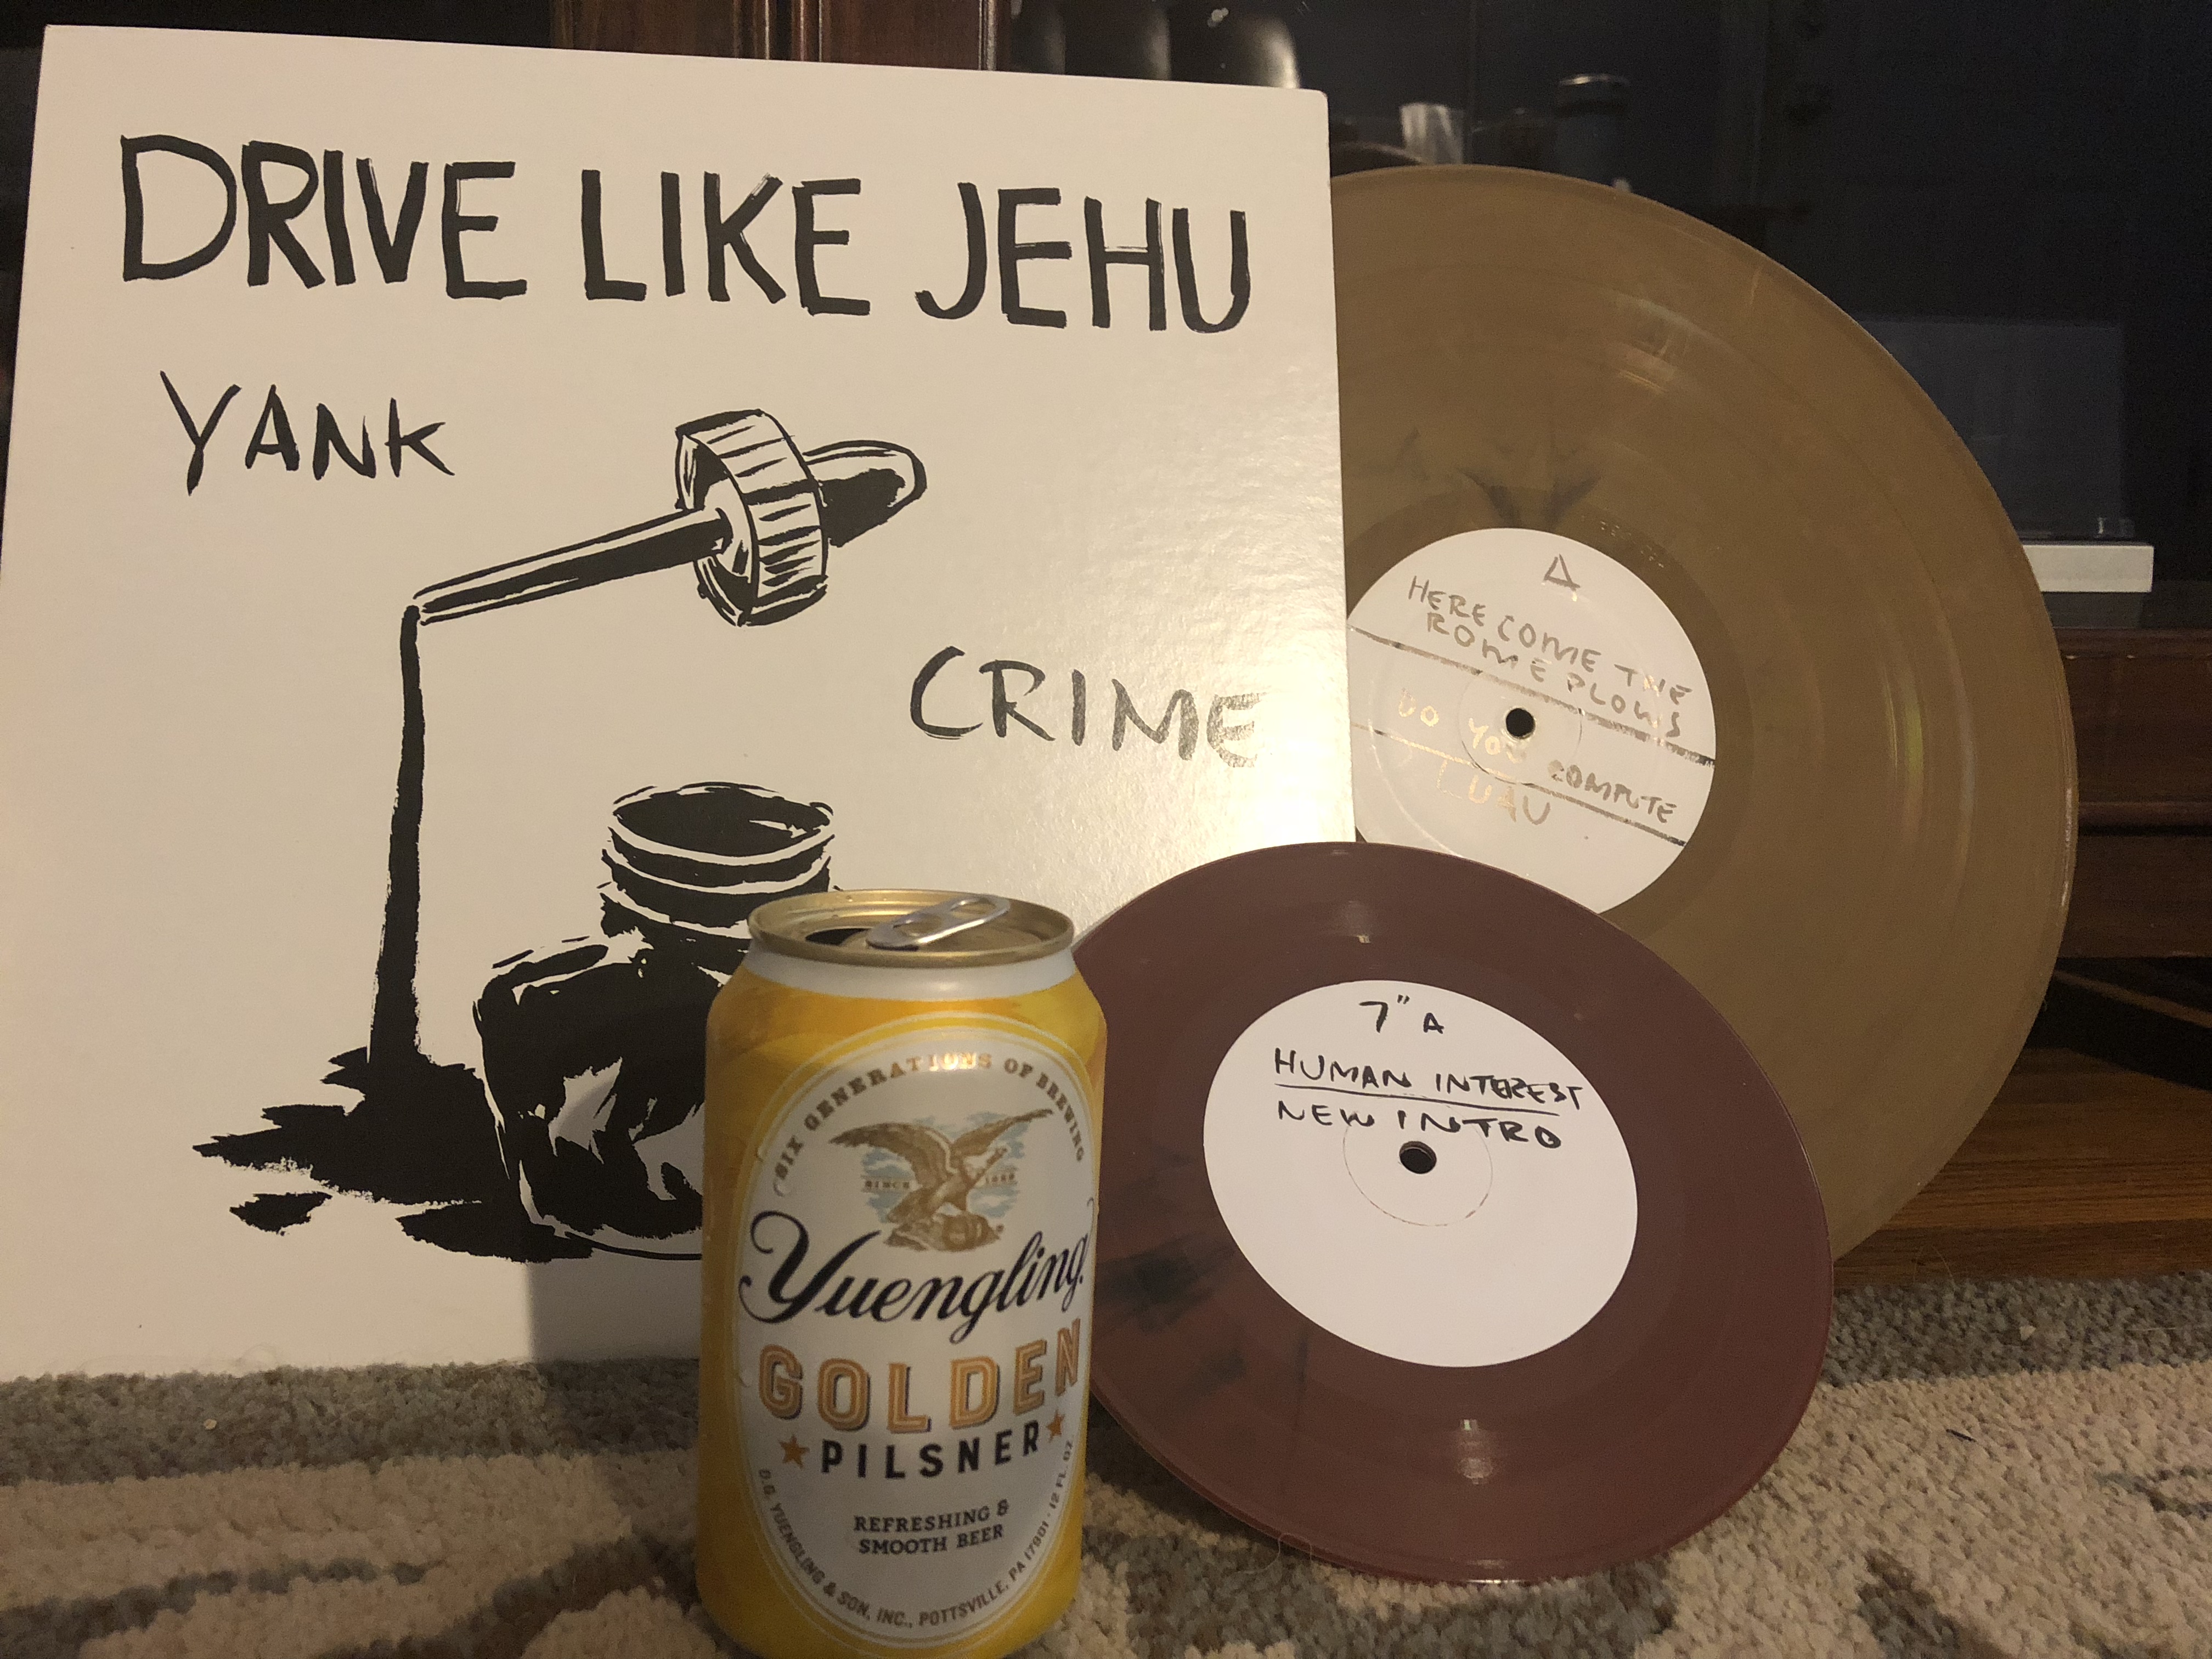 DRIVE LIKE JEHU
YANK
CRIME
A
HERE COME THE
ROME PLOWS
DO YOU COMPUTE
LUAU
7" A
HUMAN INTEREST
NEW INTRO
SIX GENERATIONS OF BREWING
SINCE 1829
Yuengling
GOLDEN
PILSNER
REFRESHING &
SMOOTH BEER
D.G. YUENGLING & SON, INC., POTTSVILLE, PA 17901 · 12 FL. OZ.